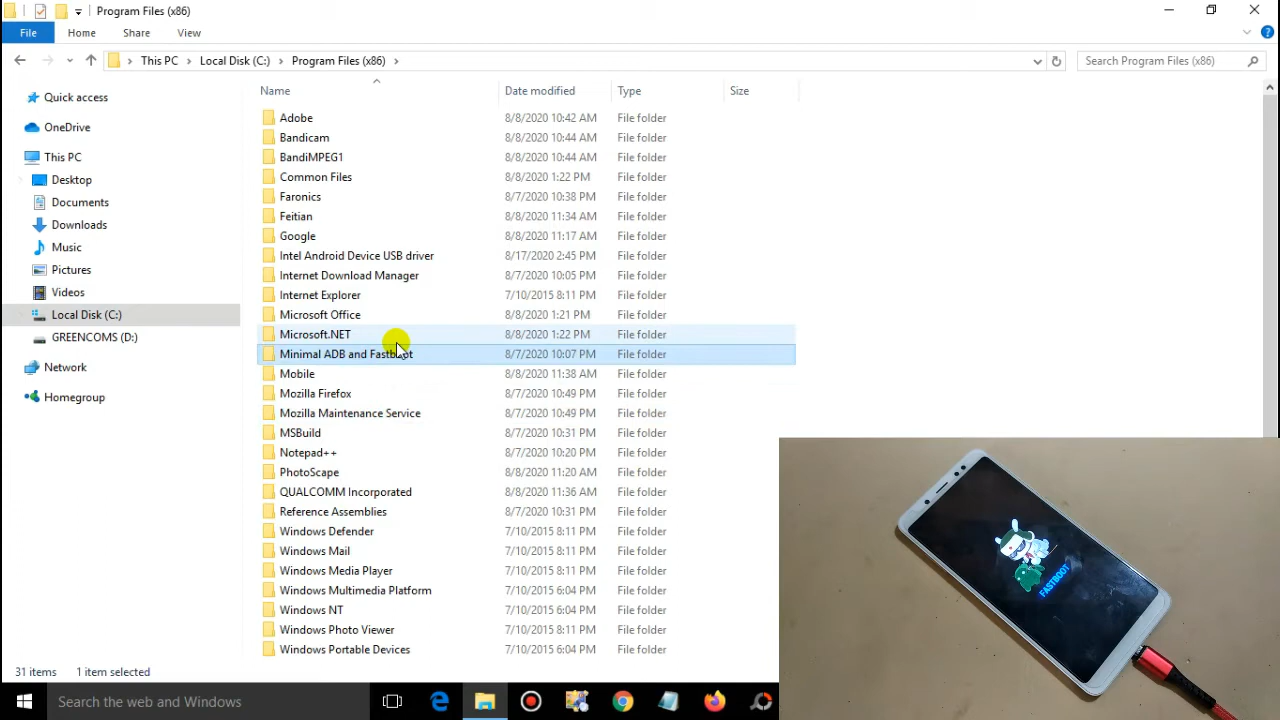 Program Files (x86)
File Home Share View
This PC Local Disk (C:) Program Files (x86) Search Program Files (x86)
Name Date modified Type Size
Quick access
OneDrive
This PC
Desktop
Documents
Downloads
Music
Pictures
Videos
Local Disk (C:)
GREENCOMS (D:)
Network
Homegroup
Adobe 8/8/2020 10:42 AM File folder
Bandicam 8/8/2020 10:44 AM File folder
BandiMPEG1 8/8/2020 10:44 AM File folder
Common Files 8/8/2020 1:22 PM File folder
Faronics 8/7/2020 10:38 PM File folder
Feitian 8/8/2020 11:34 AM File folder
Google 8/8/2020 11:17 AM File folder
Intel Android Device USB driver 8/17/2020 2:45 PM File folder
Internet Download Manager 8/7/2020 10:05 PM File folder
Internet Explorer 7/10/2015 8:11 PM File folder
Microsoft Office 8/8/2020 1:21 PM File folder
Microsoft.NET 8/8/2020 1:22 PM File folder
Minimal ADB and Fastboot 8/7/2020 10:07 PM File folder
Mobile 8/8/2020 11:38 AM File folder
Mozilla Firefox 8/7/2020 10:49 PM File folder
Mozilla Maintenance Service 8/7/2020 10:49 PM File folder
MSBuild 8/7/2020 10:31 PM File folder
Notepad++ 8/7/2020 10:20 PM File folder
PhotoScape 8/8/2020 11:20 AM File folder
QUALCOMM Incorporated 8/8/2020 11:36 AM File folder
Reference Assemblies 8/7/2020 10:31 PM File folder
Windows Defender 7/10/2015 8:11 PM File folder
Windows Mail 7/10/2015 8:11 PM File folder
Windows Media Player 7/10/2015 8:11 PM File folder
Windows Multimedia Platform 7/10/2015 6:04 PM File folder
Windows NT 7/10/2015 6:04 PM File folder
Windows Photo Viewer 7/10/2015 8:11 PM File folder
Windows Portable Devices 7/10/2015 6:04 PM File folder
FASTBOOT
31 items 1 item selected
Search the web and Windows